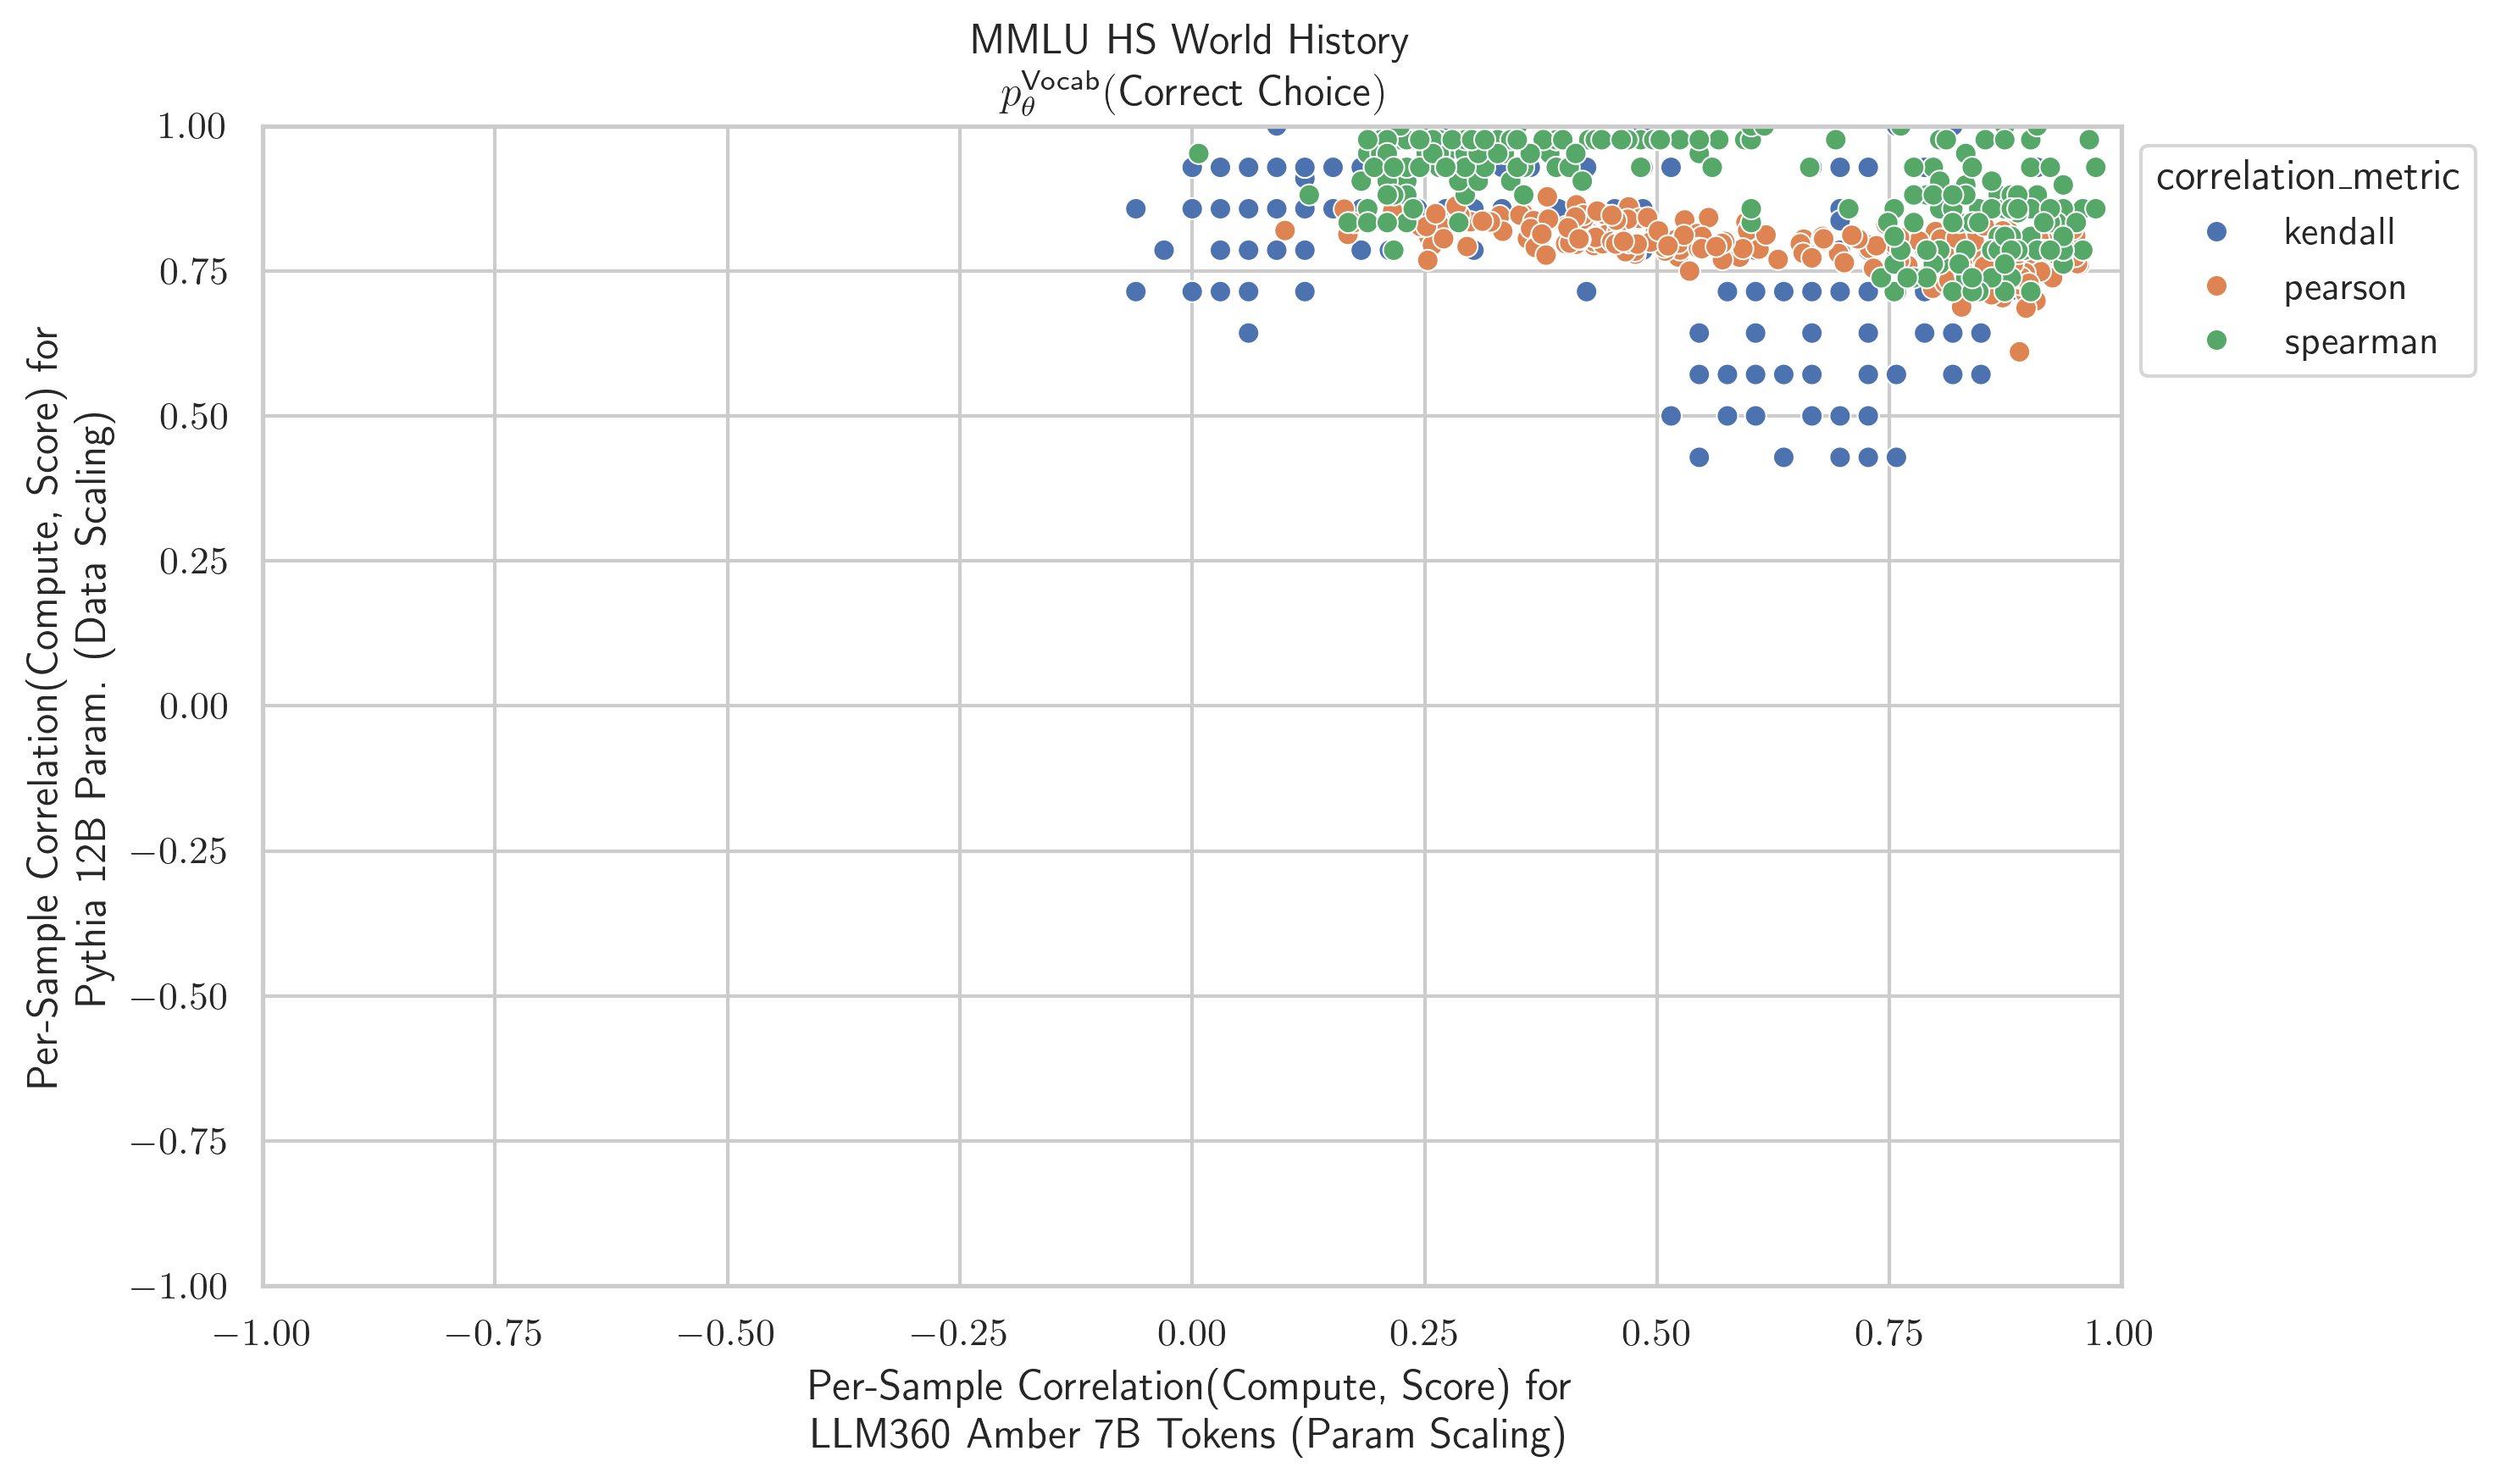 MMLU HS World History
p_θ^Vocab(Correct Choice)
1.00
0.75
0.50
0.25
0.00
−0.25
−0.50
−0.75
−1.00
Per-Sample Correlation(Compute, Score) for
Pythia 12B Param. (Data Scaling)
correlation_metric
kendall
pearson
spearman
−1.00
−0.75
−0.50
−0.25
0.00
0.25
0.50
0.75
1.00
Per-Sample Correlation(Compute, Score) for
LLM360 Amber 7B Tokens (Param Scaling)